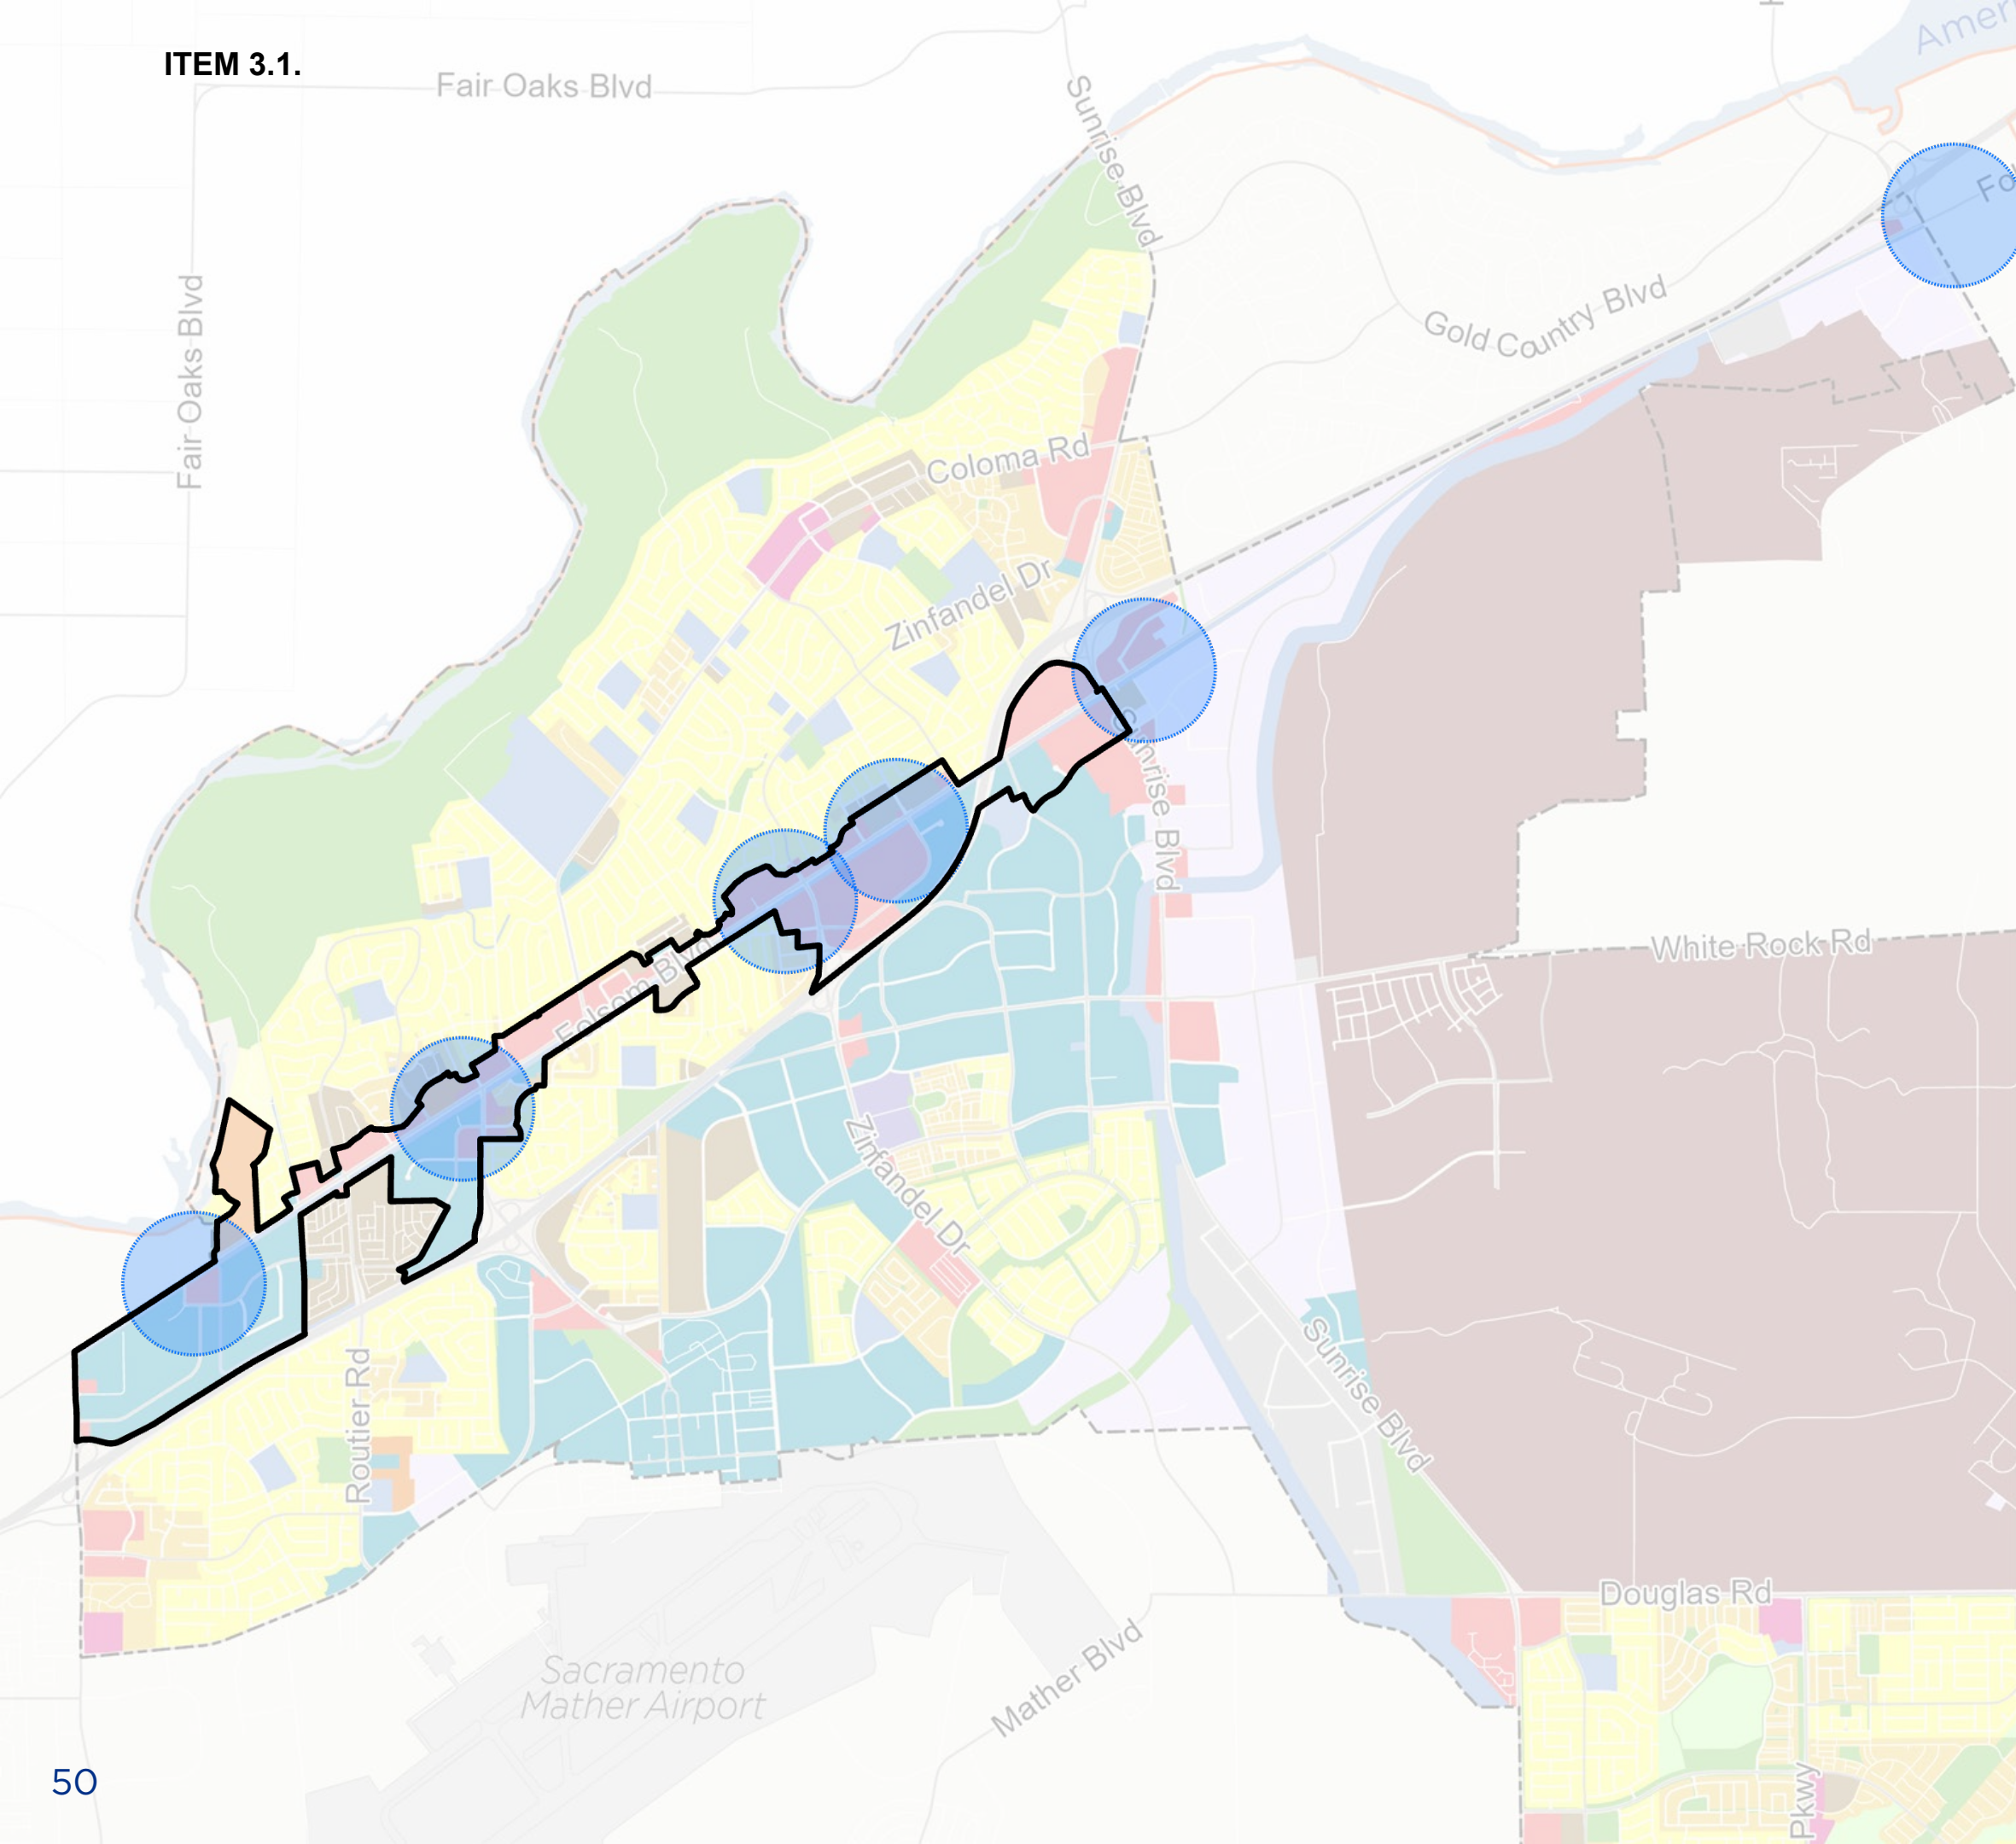 ITEM 3.1.
Fair Oaks Blvd
Sunrise Blvd
Fair Oaks Blvd
Gold Country Blvd
Coloma Rd
Zinfandel Dr
Sunrise Blvd
White Rock Rd
Folsom Blvd
Zinfandel Dr
Sunrise Blvd
Routier Rd
Douglas Rd
Sacramento
Mather Airport
Mather Blvd
Pkwy
50